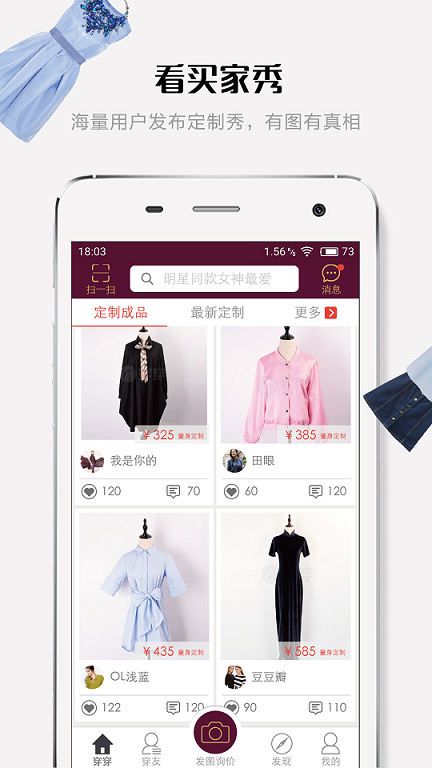 看买家秀
海量用户发布定制秀，有图有真相
18:03
1.56 K/s
73
扫一扫
明星同款女神最爱
消息
定制成品
最新定制
更多
¥325 量身定制
¥385 量身定制
我是你的
田眼
120
70
60
120
¥435 量身定制
¥585 量身定制
OL浅蓝
豆豆瓣
122
120
90
120
穿穿
穿友
发图询价
发现
我的